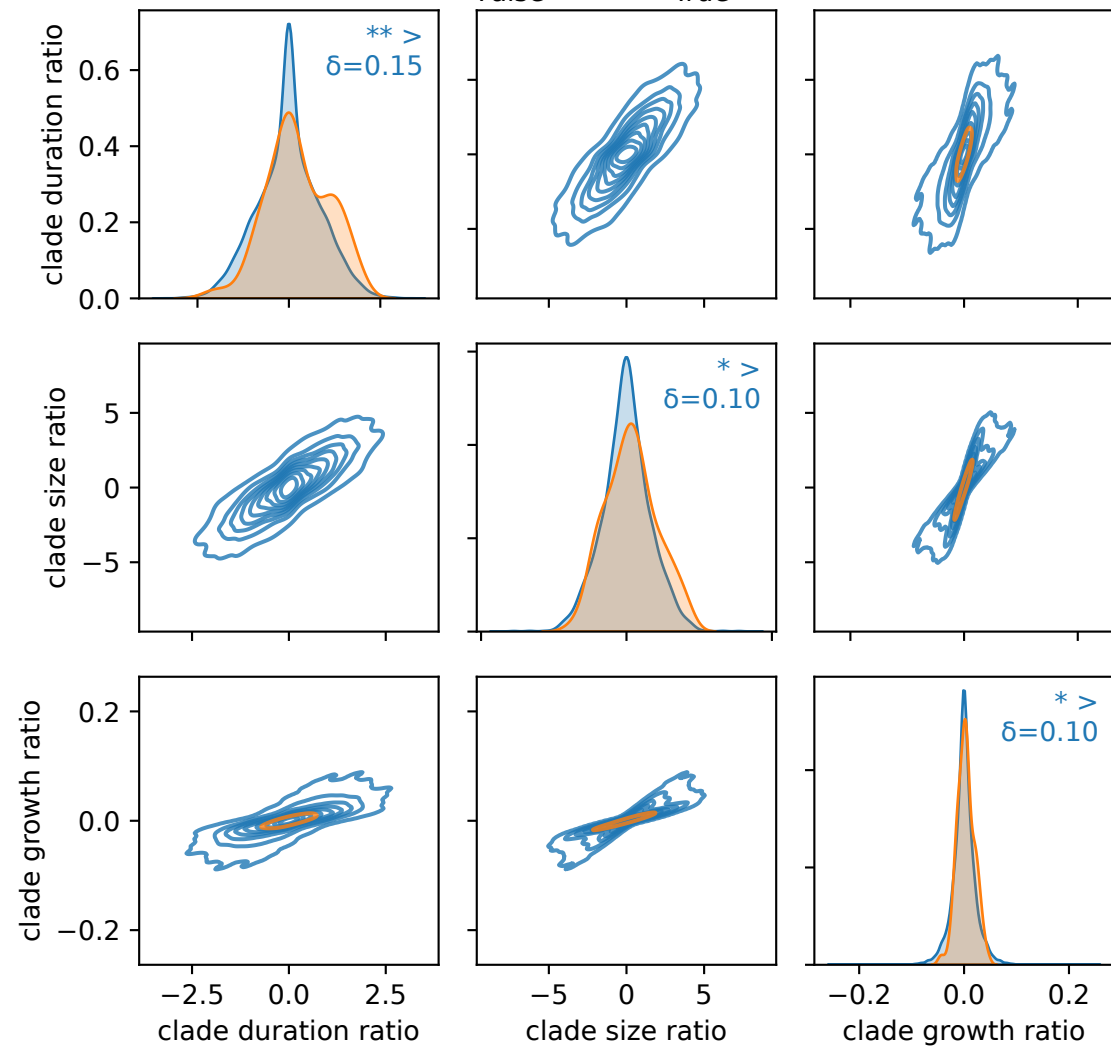 clade duration ratio
0.6
0.4
0.2
0.0
** >
δ=0.15
clade size ratio
5
0
−5
* >
δ=0.10
clade growth ratio
0.2
0.0
−0.2
* >
δ=0.10
−2.5 0.0 2.5
−5 0 5
−0.2 0.0 0.2
clade duration ratio
clade size ratio
clade growth ratio